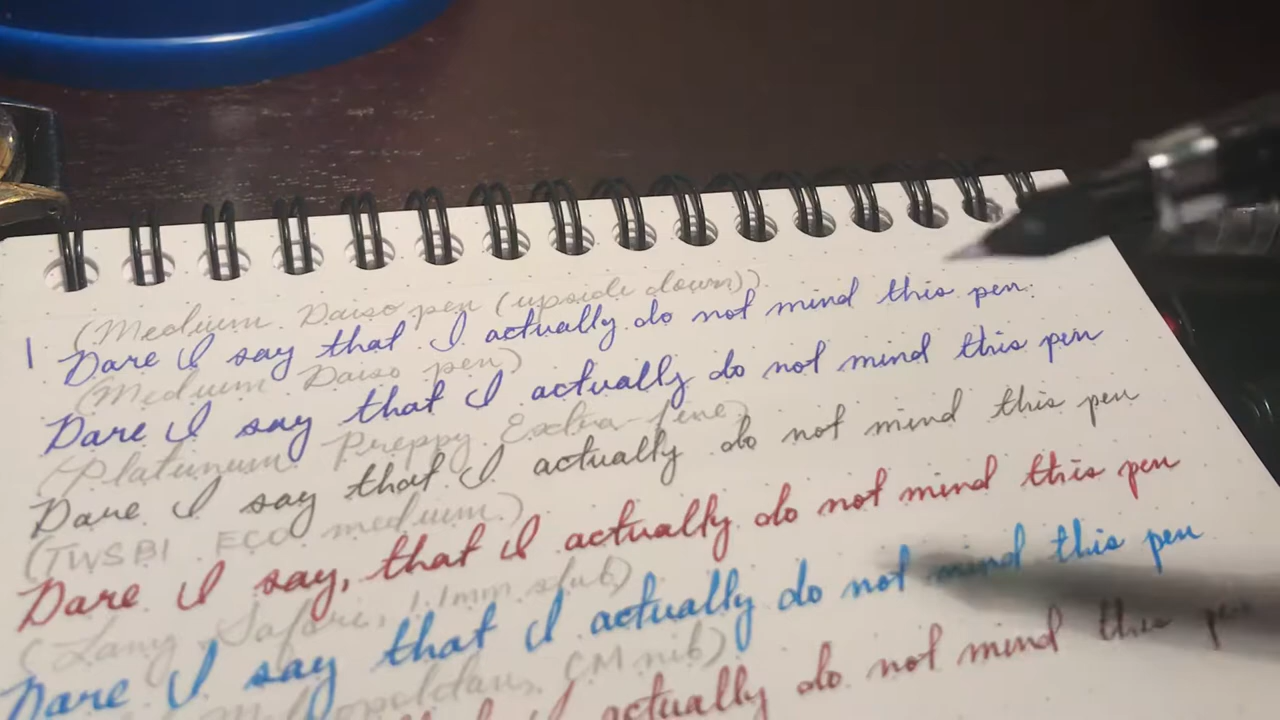 (Medium Daiso pen (upside down))
1 Dare I say that I actually do not mind this pen.
(Medium Daiso pen)
Dare I say that I actually do not mind this pen
(Platinum Preppy Extra-fine)
Dare I say that I actually do not mind this pen
(TWSBI ECO medium)
Dare I say, that I actually do not mind this pen
(Lamy Safari, 1.1mm stub)
Dare I say that I actually do not mind this pen
(M nib)
I actually do not mind this pen